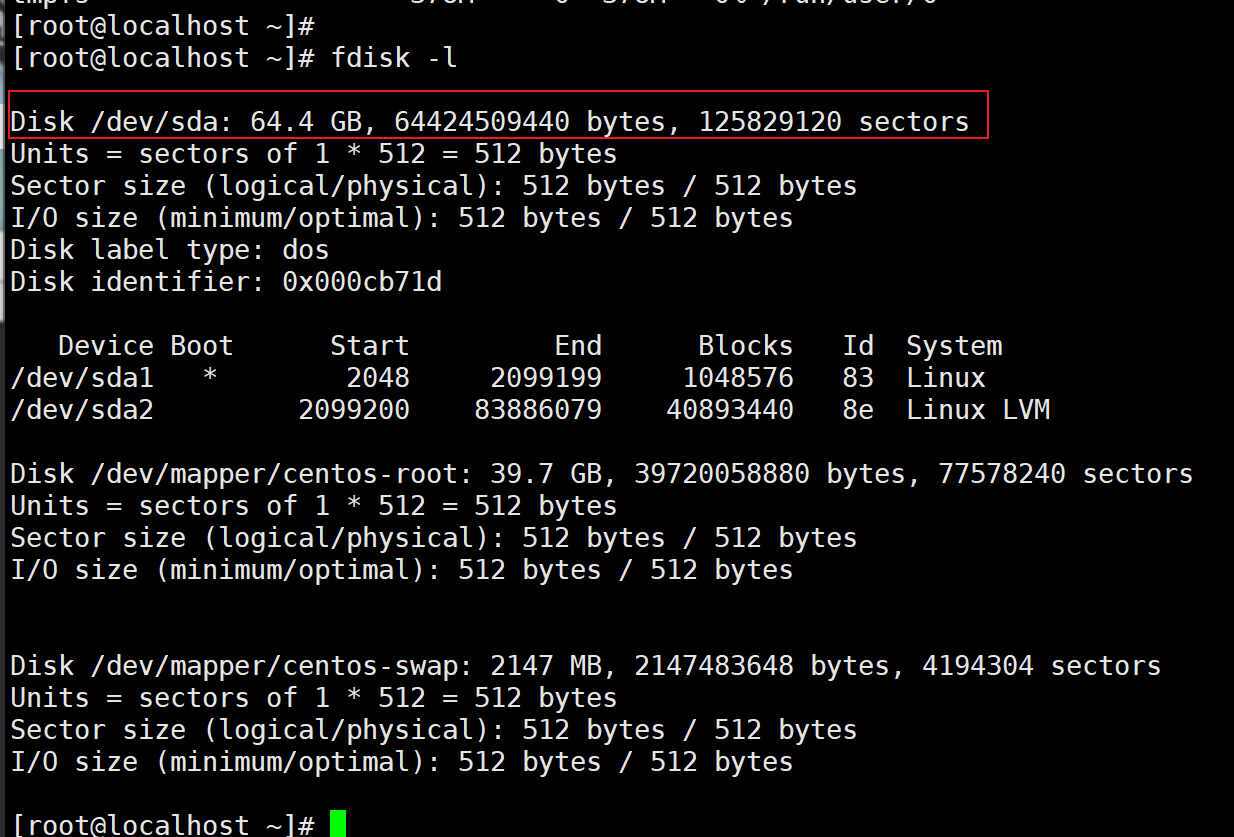 [root@localhost ~]#
[root@localhost ~]# fdisk -l
Disk /dev/sda: 64.4 GB, 64424509440 bytes, 125829120 sectors
Units = sectors of 1 * 512 = 512 bytes
Sector size (logical/physical): 512 bytes / 512 bytes
I/O size (minimum/optimal): 512 bytes / 512 bytes
Disk label type: dos
Disk identifier: 0x000cb71d
   Device Boot      Start         End      Blocks   Id  System
/dev/sda1   *        2048     2099199     1048576   83  Linux
/dev/sda2         2099200    83886079    40893440   8e  Linux LVM
Disk /dev/mapper/centos-root: 39.7 GB, 39720058880 bytes, 77578240 sectors
Units = sectors of 1 * 512 = 512 bytes
Sector size (logical/physical): 512 bytes / 512 bytes
I/O size (minimum/optimal): 512 bytes / 512 bytes
Disk /dev/mapper/centos-swap: 2147 MB, 2147483648 bytes, 4194304 sectors
Units = sectors of 1 * 512 = 512 bytes
Sector size (logical/physical): 512 bytes / 512 bytes
I/O size (minimum/optimal): 512 bytes / 512 bytes
[root@localhost ~]#